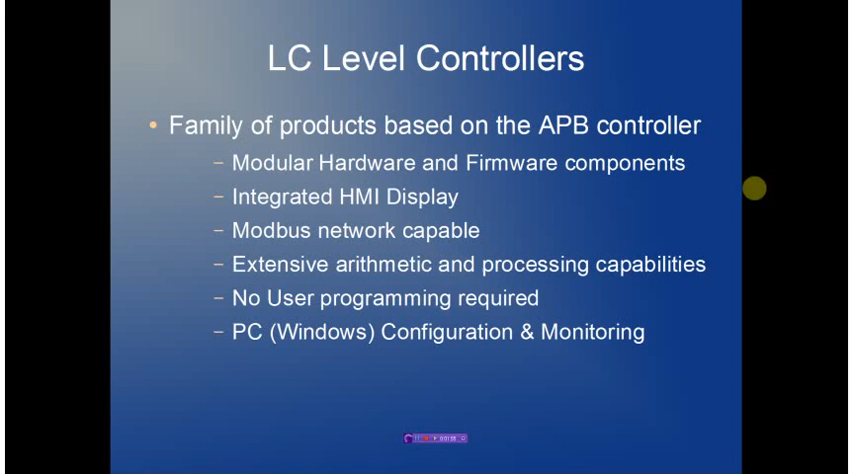 LC Level Controllers
• Family of products based on the APB controller
– Modular Hardware and Firmware components
– Integrated HMI Display
– Modbus network capable
– Extensive arithmetic and processing capabilities
– No User programming required
– PC (Windows) Configuration & Monitoring